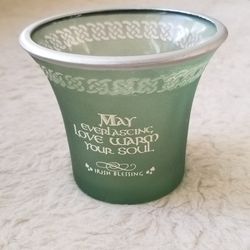 May
everlasting
love warm
your soul.
Irish Blessing